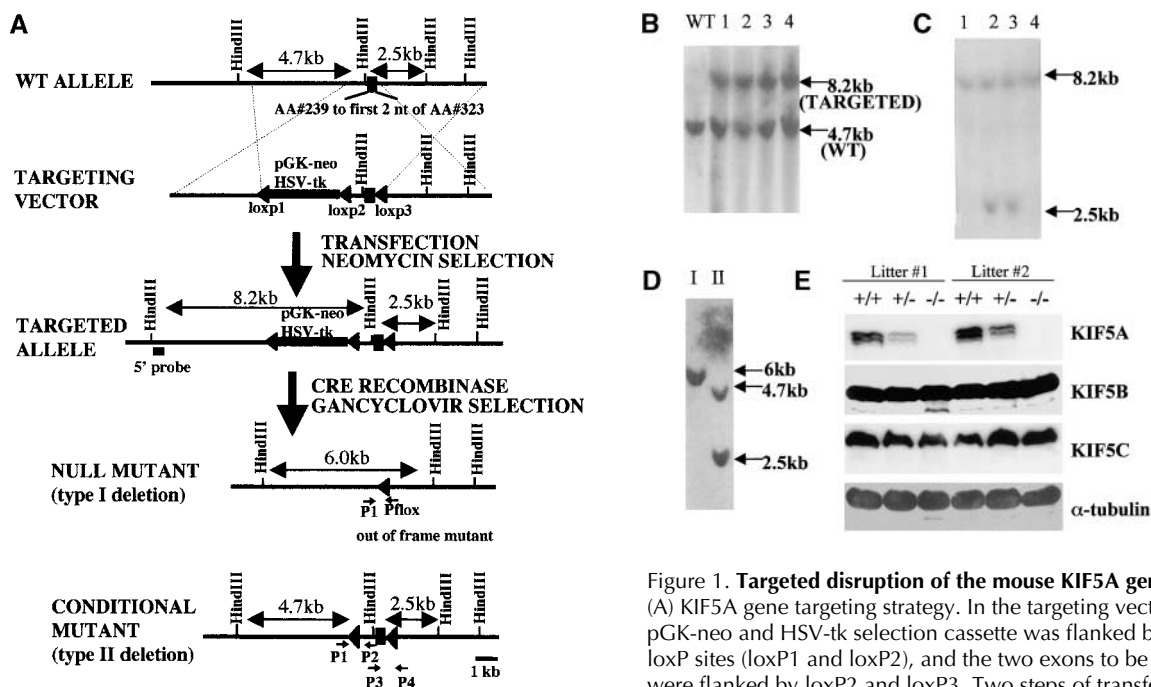 A
HindIII HindIII HindIII HindIII
4.7kb 2.5kb
WT ALLELE
AA#239 to first 2 nt of AA#323
HindIII HindIII HindIII
pGK-neo
HSV-tk
TARGETING
VECTOR
loxp1 loxp2 loxp3
TRANSFECTION
NEOMYCIN SELECTION
HindIII HindIII HindIII HindIII
8.2kb 2.5kb
pGK-neo
HSV-tk
TARGETED
ALLELE
5' probe
CRE RECOMBINASE
GANCYCLOVIR SELECTION
HindIII HindIII HindIII
6.0kb
NULL MUTANT
(type I deletion)
P1 Pflox
out of frame mutant
HindIII HindIII HindIII HindIII
4.7kb 2.5kb
CONDITIONAL
MUTANT
(type II deletion)
P1 P2
P3 P4
1 kb
B
WT 1 2 3 4
8.2kb
(TARGETED)
4.7kb
(WT)
C
1 2 3 4
8.2kb
2.5kb
D
I II
6kb
4.7kb
2.5kb
E
Litter #1 Litter #2
+/+ +/- -/- +/+ +/- -/-
KIF5A
KIF5B
KIF5C
α-tubulin
Figure 1. Targeted disruption of the mouse KIF5A gen
(A) KIF5A gene targeting strategy. In the targeting vect
pGK-neo and HSV-tk selection cassette was flanked b
loxP sites (loxP1 and loxP2), and the two exons to be
were flanked by loxP2 and loxP3. Two steps of transfe